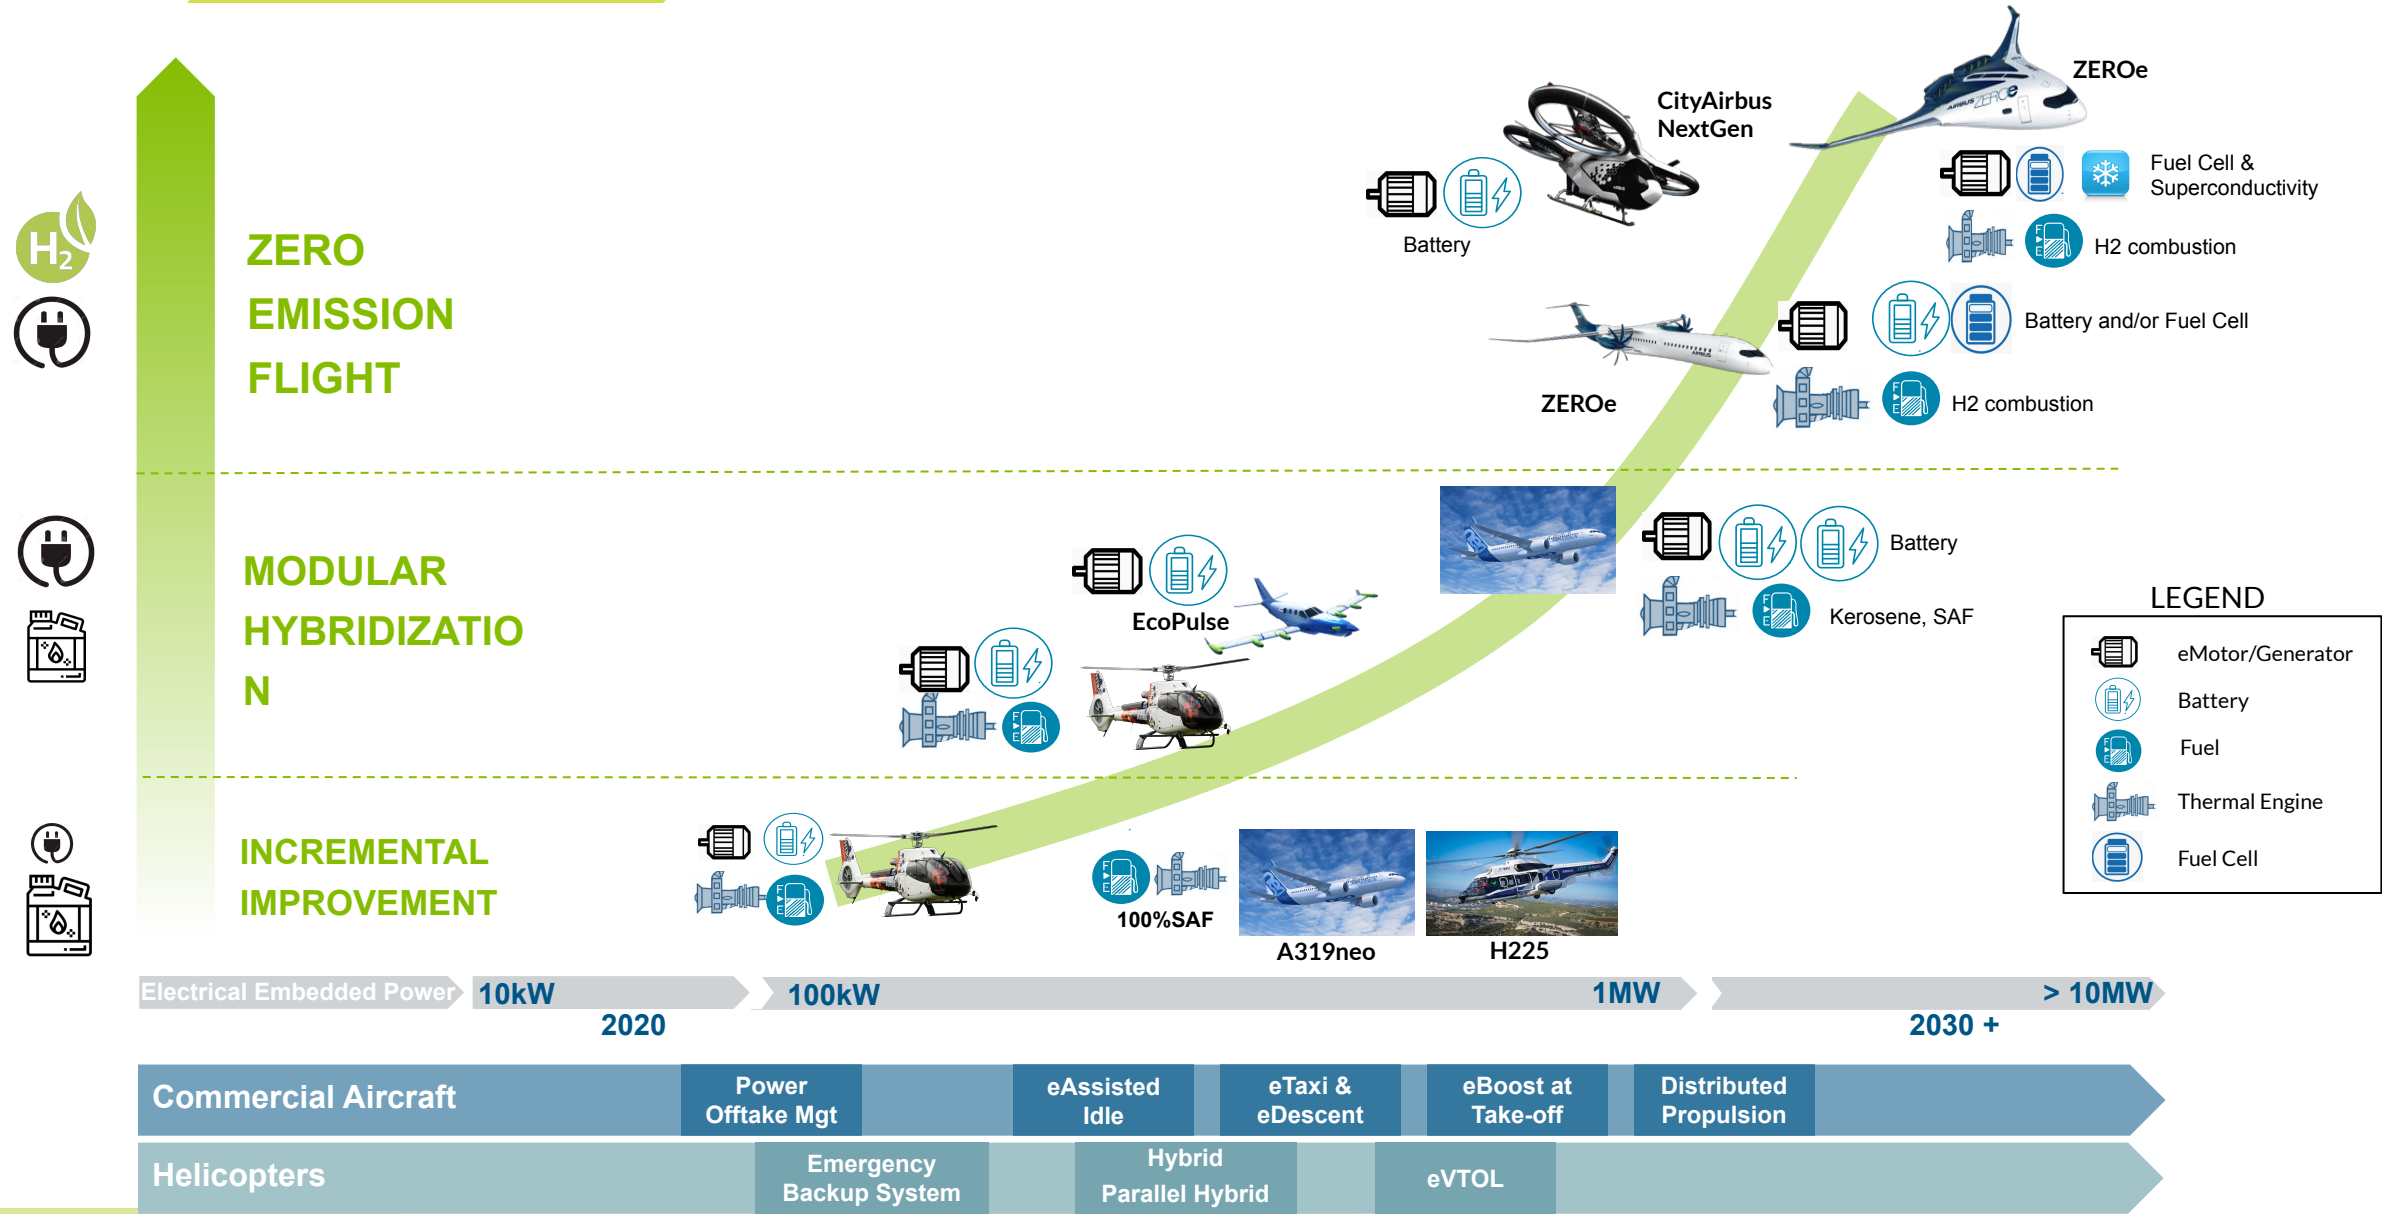 ZEROe
CityAirbus
NextGen
AIRBUS ZEROe
Fuel Cell &
Superconductivity
Battery
H2 combustion
H2
ZERO
EMISSION
FLIGHT
Battery and/or Fuel Cell
ZEROe
H2 combustion
MODULAR
HYBRIDIZATIO
N
EcoPulse
Battery
Kerosene, SAF
LEGEND
eMotor/Generator
Battery
Fuel
Thermal Engine
Fuel Cell
INCREMENTAL
IMPROVEMENT
100%SAF
A319neo
H225
Electrical Embedded Power
10kW
100kW
1MW
> 10MW
2020
2030 +
Commercial Aircraft
Power
Offtake Mgt
eAssisted
Idle
eTaxi &
eDescent
eBoost at
Take-off
Distributed
Propulsion
Helicopters
Emergency
Backup System
Hybrid
Parallel Hybrid
eVTOL